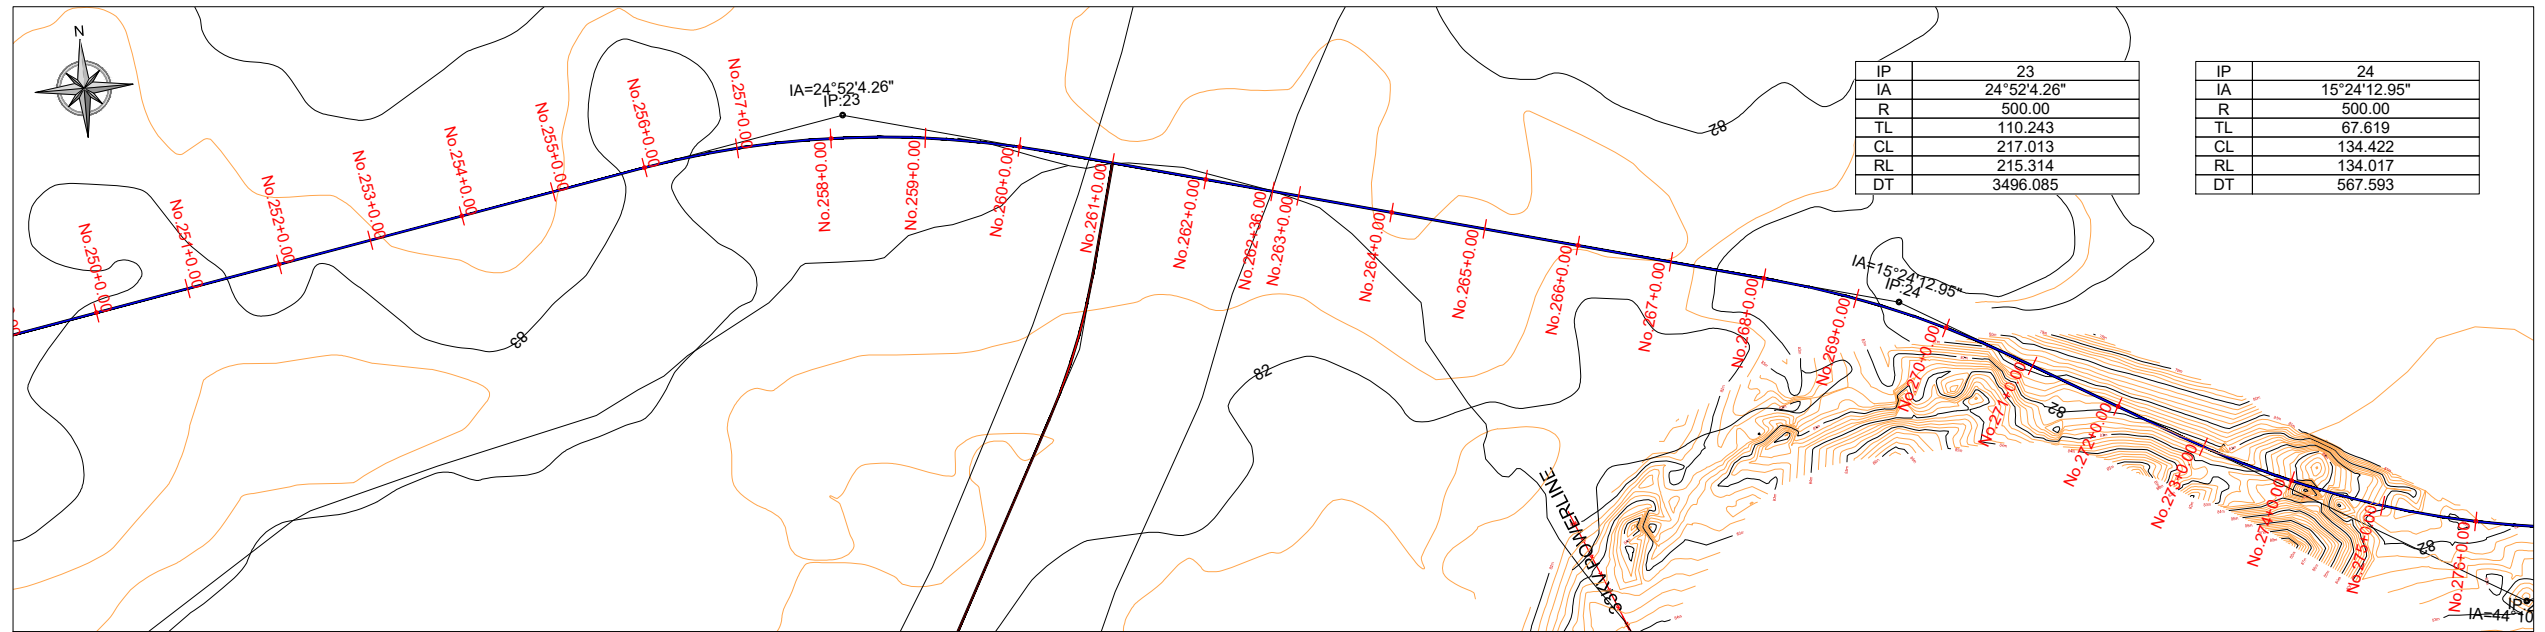 N
No.250+0.00
No.251+0.00
No.252+0.00
No.253+0.00
No.254+0.00
No.255+0.00
No.256+0.00
No.257+0.00
IA=24°52'4.26"
IP:23
No.258+0.00
No.259+0.00
No.260+0.00
No.261+0.00
No.262+0.00
No.262+36.00
No.263+0.00
No.264+0.00
No.265+0.00
No.266+0.00
No.267+0.00
No.268+0.00
No.269+0.00
IA=15°24'12.95"
IP:24
No.270+0.00
No.271+0.00
No.272+0.00
No.273+0.00
No.274+0.00
No.275+0.00
No.276+0.00
83
82
82
82
82
33KV POWERLINE
IP 23
IA 24°52'4.26"
R 500.00
TL 110.243
CL 217.013
RL 215.314
DT 3496.085
IP 24
IA 15°24'12.95"
R 500.00
TL 67.619
CL 134.422
RL 134.017
DT 567.593
IP:
IA=44°10